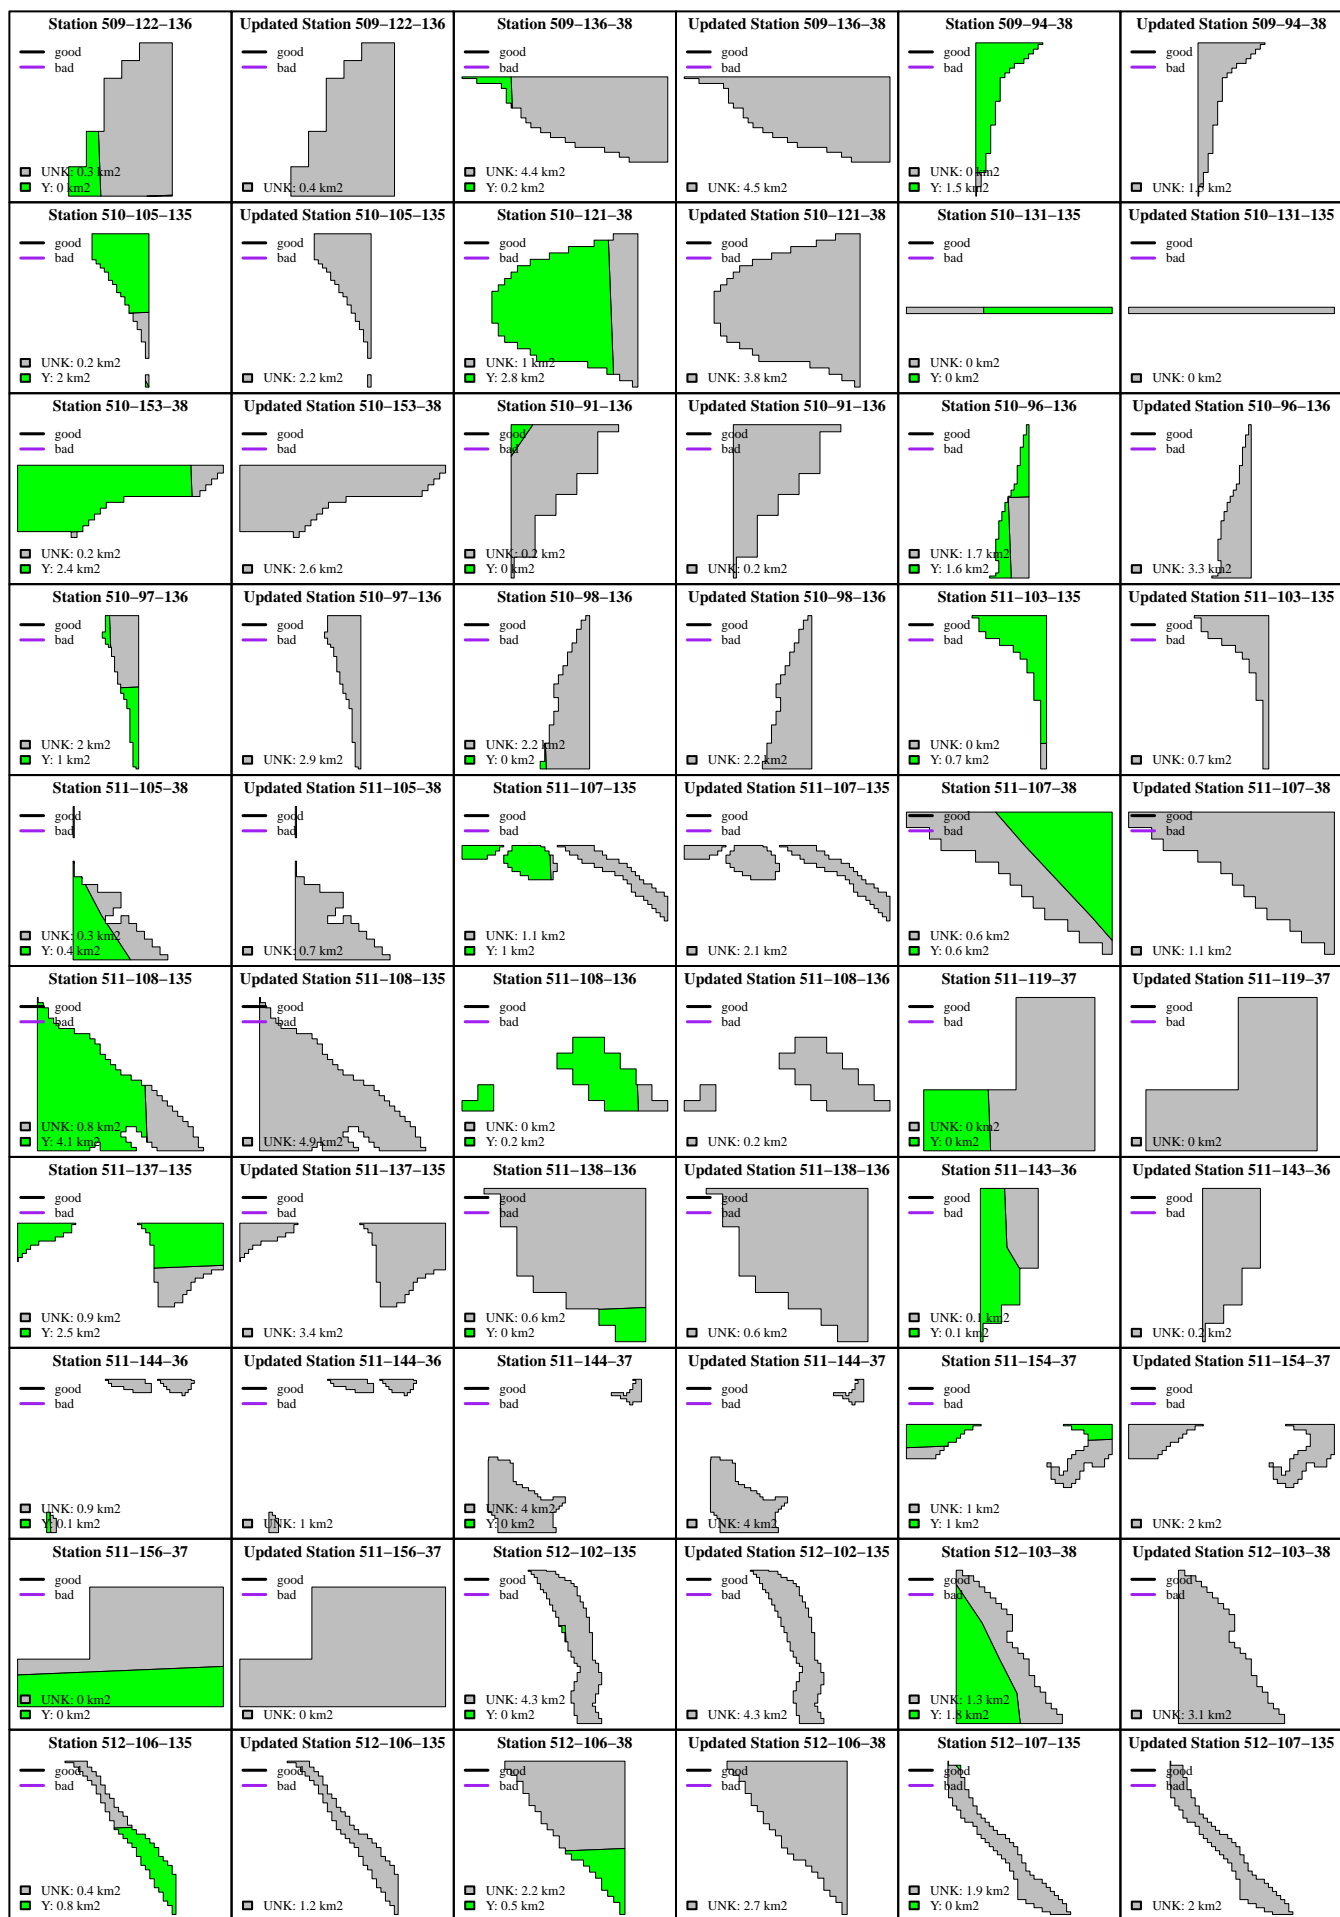 Station 509−122−136
good
bad
UNK: 0.3 km2
Y: 0 km2
Updated Station 509−122−136
good
bad
UNK: 0.4 km2
Station 509−136−38
good
bad
UNK: 4.4 km2
Y: 0.2 km2
Updated Station 509−136−38
good
bad
UNK: 4.5 km2
Station 509−94−38
good
bad
UNK: 0 km2
Y: 1.5 km2
Updated Station 509−94−38
good
bad
UNK: 1.5 km2
Station 510−105−135
good
bad
UNK: 0.2 km2
Y: 2 km2
Updated Station 510−105−135
good
bad
UNK: 2.2 km2
Station 510−121−38
good
bad
UNK: 1 km2
Y: 2.8 km2
Updated Station 510−121−38
good
bad
UNK: 3.8 km2
Station 510−131−135
good
bad
UNK: 0 km2
Y: 0 km2
Updated Station 510−131−135
good
bad
UNK: 0 km2
Station 510−153−38
good
bad
UNK: 0.2 km2
Y: 2.4 km2
Updated Station 510−153−38
good
bad
UNK: 2.6 km2
Station 510−91−136
good
bad
UNK: 0.2 km2
Y: 0 km2
Updated Station 510−91−136
good
bad
UNK: 0.2 km2
Station 510−96−136
good
bad
UNK: 1.7 km2
Y: 1.6 km2
Updated Station 510−96−136
good
bad
UNK: 3.3 km2
Station 510−97−136
good
bad
UNK: 2 km2
Y: 1 km2
Updated Station 510−97−136
good
bad
UNK: 2.9 km2
Station 510−98−136
good
bad
UNK: 2.2 km2
Y: 0 km2
Updated Station 510−98−136
good
bad
UNK: 2.2 km2
Station 511−103−135
good
bad
UNK: 0 km2
Y: 0.7 km2
Updated Station 511−103−135
good
bad
UNK: 0.7 km2
Station 511−105−38
good
bad
UNK: 0.3 km2
Y: 0.4 km2
Updated Station 511−105−38
good
bad
UNK: 0.7 km2
Station 511−107−135
good
bad
UNK: 1.1 km2
Y: 1 km2
Updated Station 511−107−135
good
bad
UNK: 2.1 km2
Station 511−107−38
good
bad
UNK: 0.6 km2
Y: 0.6 km2
Updated Station 511−107−38
good
bad
UNK: 1.1 km2
Station 511−108−135
good
bad
UNK: 0.8 km2
Y: 4.1 km2
Updated Station 511−108−135
good
bad
UNK: 4.9 km2
Station 511−108−136
good
bad
UNK: 0 km2
Y: 0.2 km2
Updated Station 511−108−136
good
bad
UNK: 0.2 km2
Station 511−119−37
good
bad
UNK: 0 km2
Y: 0 km2
Updated Station 511−119−37
good
bad
UNK: 0 km2
Station 511−137−135
good
bad
UNK: 0.9 km2
Y: 2.5 km2
Updated Station 511−137−135
good
bad
UNK: 3.4 km2
Station 511−138−136
good
bad
UNK: 0.6 km2
Y: 0 km2
Updated Station 511−138−136
good
bad
UNK: 0.6 km2
Station 511−143−36
good
bad
UNK: 0.1 km2
Y: 0.1 km2
Updated Station 511−143−36
good
bad
UNK: 0.2 km2
Station 511−144−36
good
bad
UNK: 0.9 km2
Y: 0.1 km2
Updated Station 511−144−36
good
bad
UNK: 1 km2
Station 511−144−37
good
bad
UNK: 4 km2
Y: 0 km2
Updated Station 511−144−37
good
bad
UNK: 4 km2
Station 511−154−37
good
bad
UNK: 1 km2
Y: 1 km2
Updated Station 511−154−37
good
bad
UNK: 2 km2
Station 511−156−37
good
bad
UNK: 0 km2
Y: 0 km2
Updated Station 511−156−37
good
bad
UNK: 0 km2
Station 512−102−135
good
bad
UNK: 4.3 km2
Y: 0 km2
Updated Station 512−102−135
good
bad
UNK: 4.3 km2
Station 512−103−38
good
bad
UNK: 1.3 km2
Y: 1.8 km2
Updated Station 512−103−38
good
bad
UNK: 3.1 km2
Station 512−106−135
good
bad
UNK: 0.4 km2
Y: 0.8 km2
Updated Station 512−106−135
good
bad
UNK: 1.2 km2
Station 512−106−38
good
bad
UNK: 2.2 km2
Y: 0.5 km2
Updated Station 512−106−38
good
bad
UNK: 2.7 km2
Station 512−107−135
good
bad
UNK: 1.9 km2
Y: 0 km2
Updated Station 512−107−135
good
bad
UNK: 2 km2